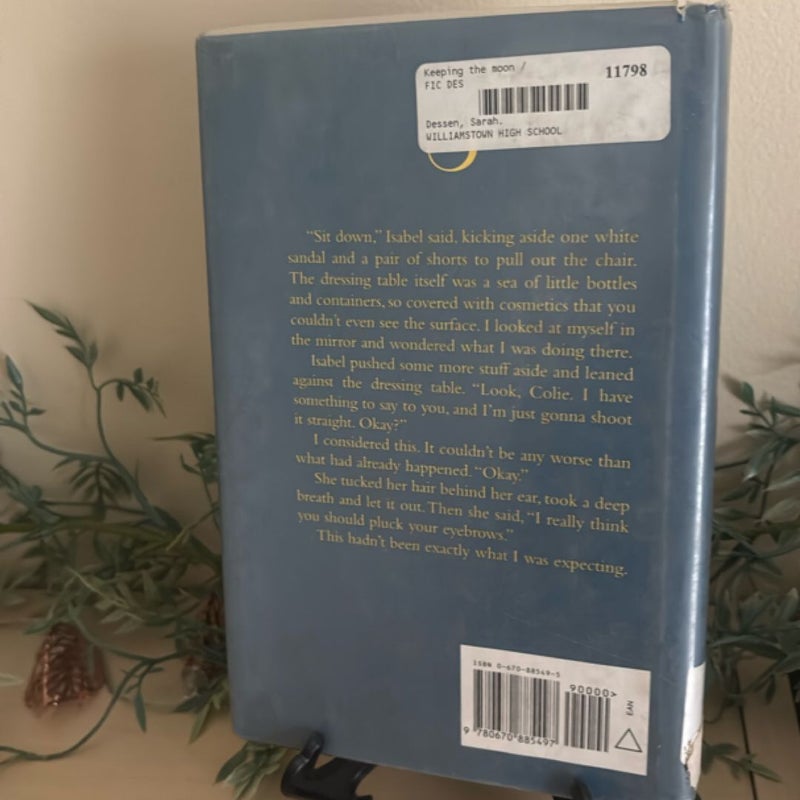 Keeping the moon /
FIC DES
11798
Dessen, Sarah.
WILLIAMSTOWN HIGH SCHOOL
"Sit down," Isabel said, kicking aside one white
sandal and a pair of shorts to pull out the chair.
The dressing table itself was a sea of little bottles
and containers, so covered with cosmetics that you
couldn't even see the surface. I looked at myself in
the mirror and wondered what I was doing there.
Isabel pushed some more stuff aside and leaned
against the dressing table. "Look, Colie. I have
something to say to you, and I'm just gonna shoot
it straight. Okay?"
I considered this. It couldn't be any worse than
what had already happened. "Okay."
She tucked her hair behind her ear, took a deep
breath and let it out. Then she said, "I really think
you should pluck your eyebrows."
This hadn't been exactly what I was expecting.
ISBN 0-670-88549-5
90000>
EAN
9 780670 885497